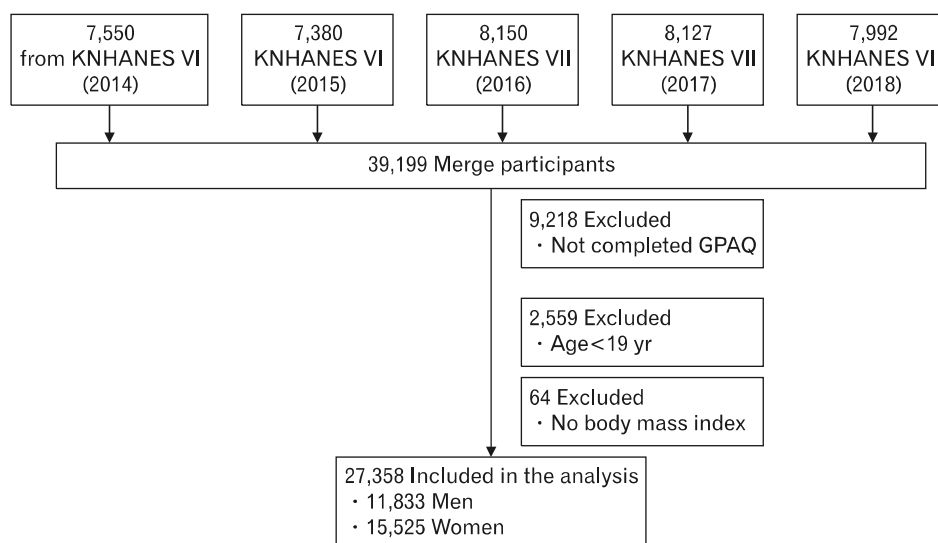 7,550
from KNHANES VI
(2014)
7,380
KNHANES VI
(2015)
8,150
KNHANES VII
(2016)
8,127
KNHANES VII
(2017)
7,992
KNHANES VII
(2018)
39,199 Merge participants
9,218 Excluded
· Not completed GPAQ
2,559 Excluded
· Age<19 yr
64 Excluded
· No body mass index
27,358 Included in the analysis
· 11,833 Men
· 15,525 Women